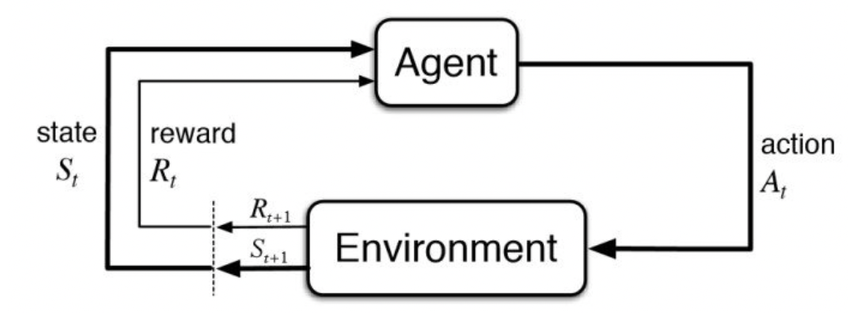 Agent
state
S_t
reward
R_t
action
A_t
R_{t+1}
S_{t+1}
Environment